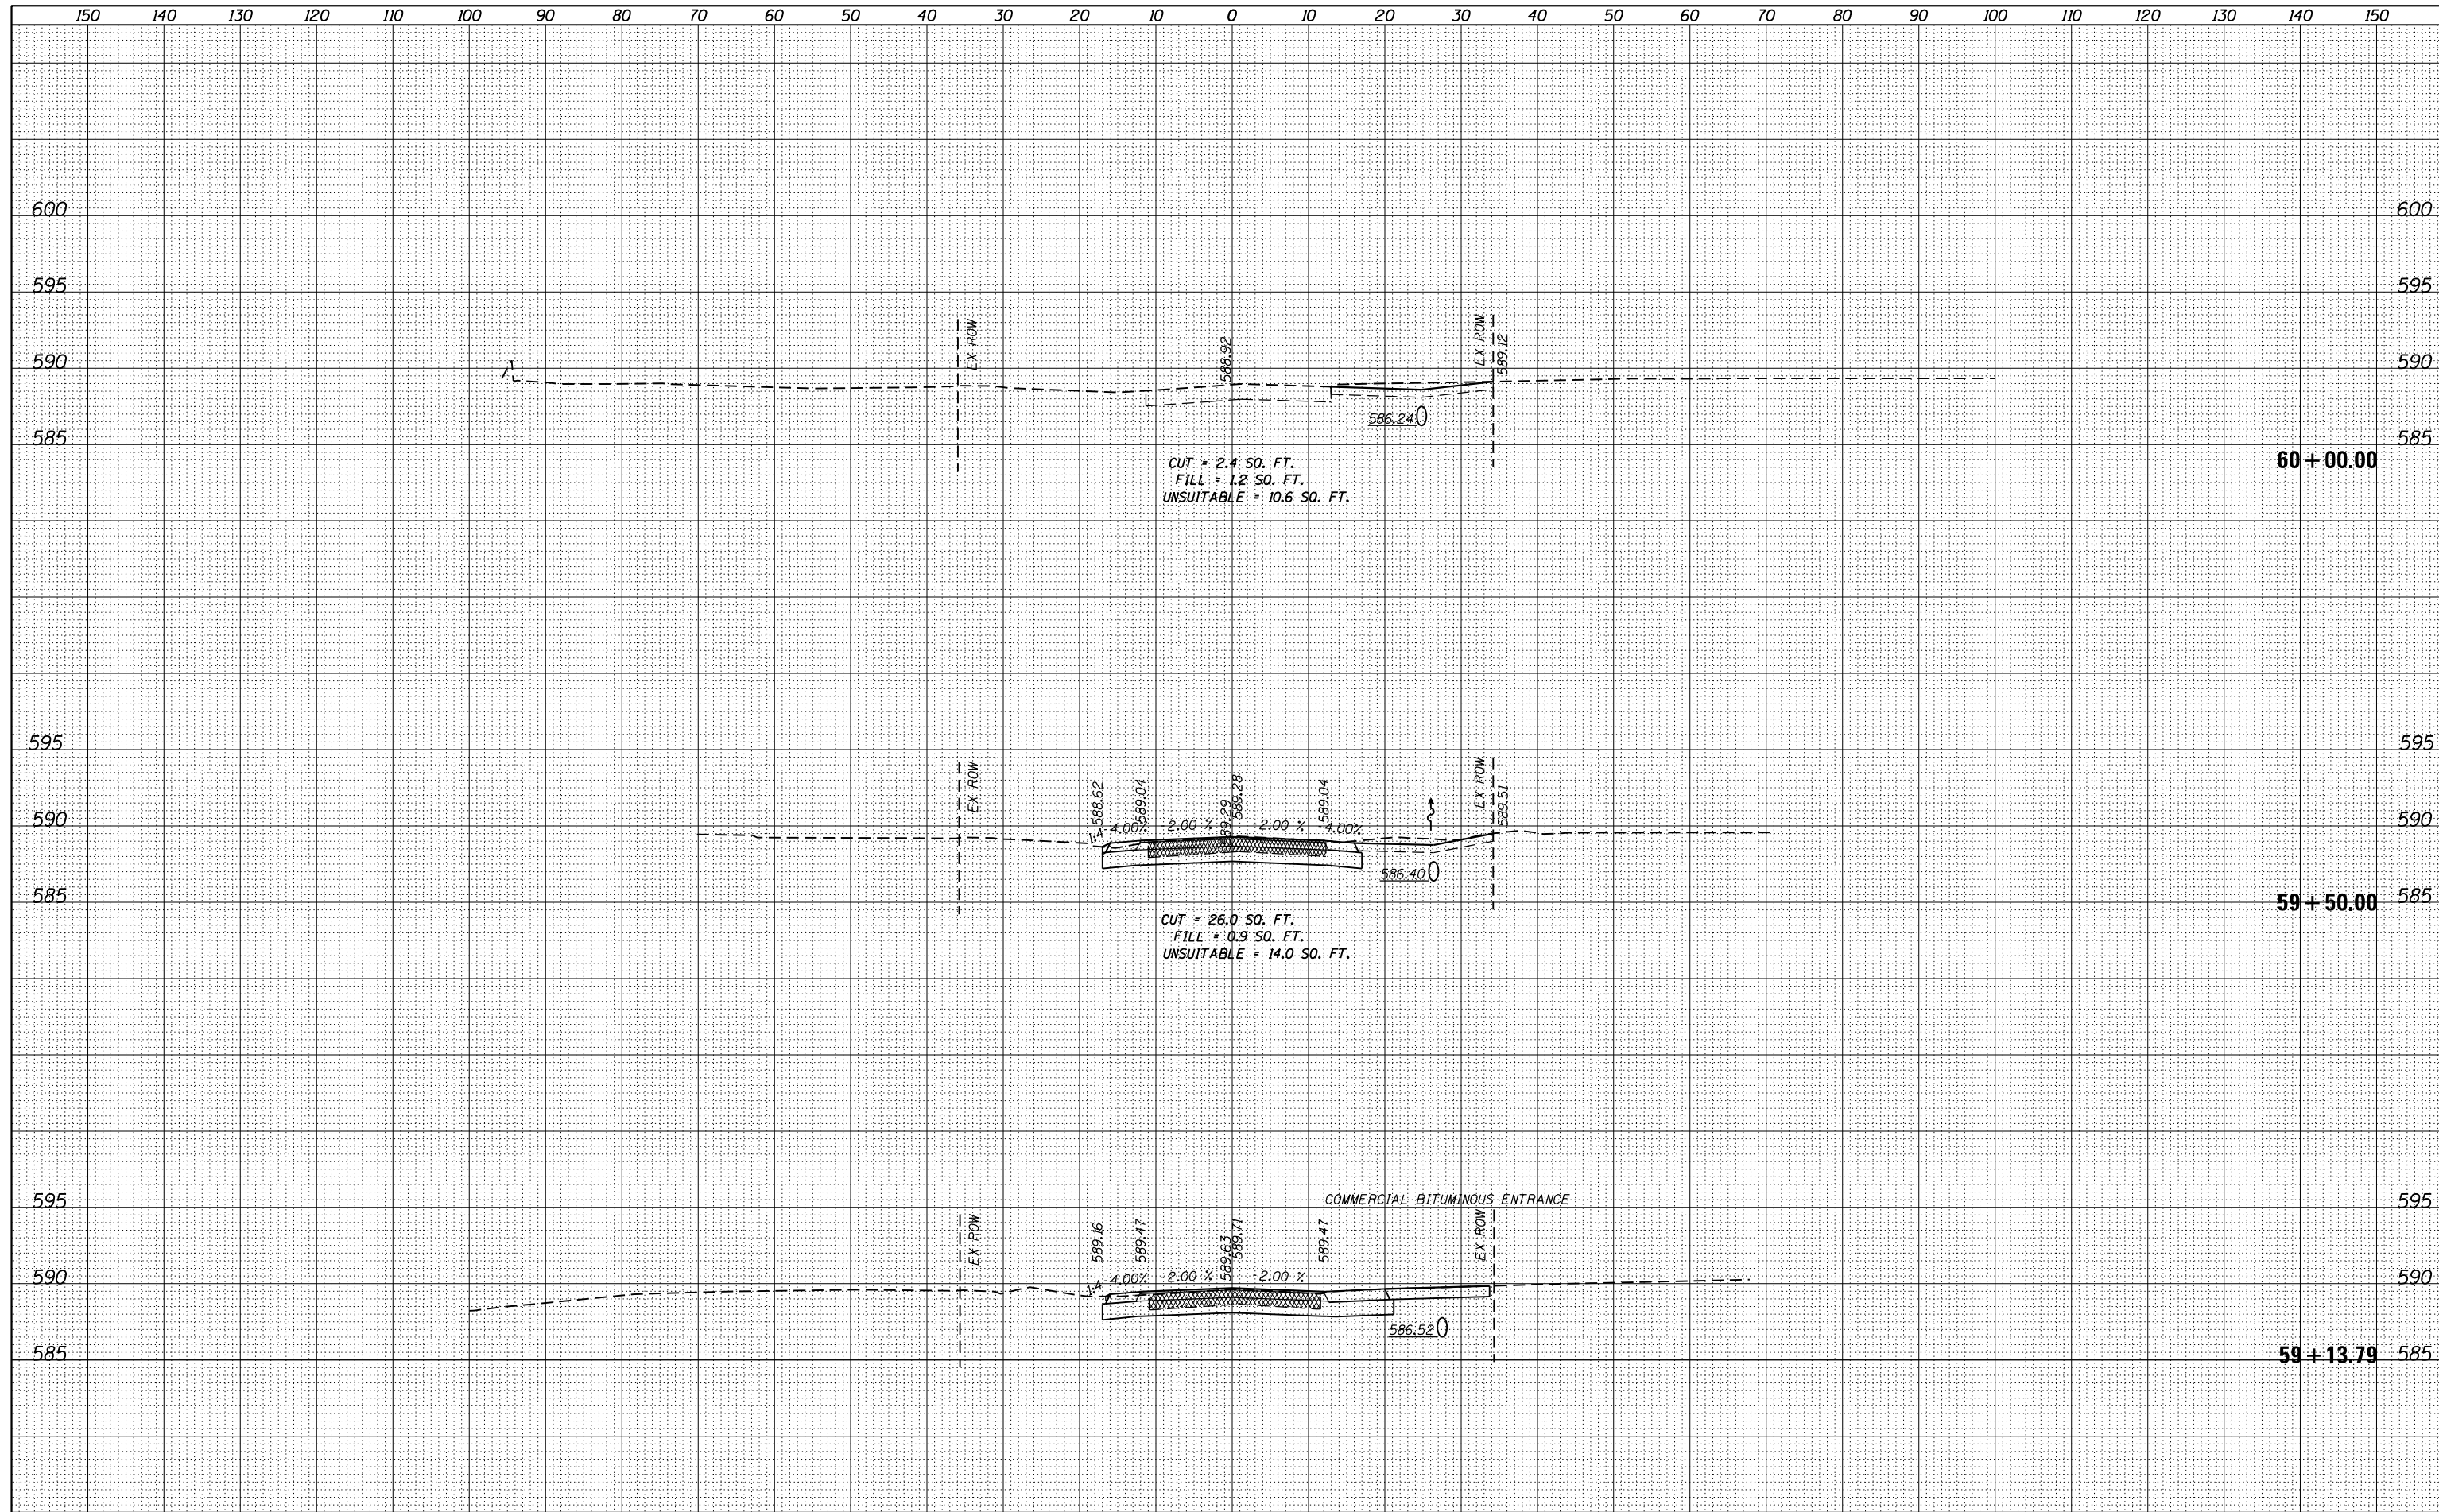 150 140 130 120 110 100 90 80 70 60 50 40 30 20 10 0 10 20 30 40 50 60 70 80 90 100 110 120 130 140 150
600 600
595 595
EX ROW
588.92
EX ROW
589.12
590 590
586.24
585 585
60+00.00
CUT = 2.4 SQ. FT.
FILL = 1.2 SQ. FT.
UNSUITABLE = 10.6 SQ. FT.
595 595
EX ROW
588.62
589.04
589.29
589.28
589.04
EX ROW
589.51
590 590
1:4 -4.00% 2.00 % -2.00 % -4.00%
586.40
585 59+50.00 585
CUT = 26.0 SQ. FT.
FILL = 0.9 SQ. FT.
UNSUITABLE = 14.0 SQ. FT.
595 595
COMMERCIAL BITUMINOUS ENTRANCE
EX ROW
589.16
589.47
589.63
589.71
589.47
EX ROW
590 590
1:4 -4.00% -2.00 % -2.00 %
586.52
585 59+13.79 585